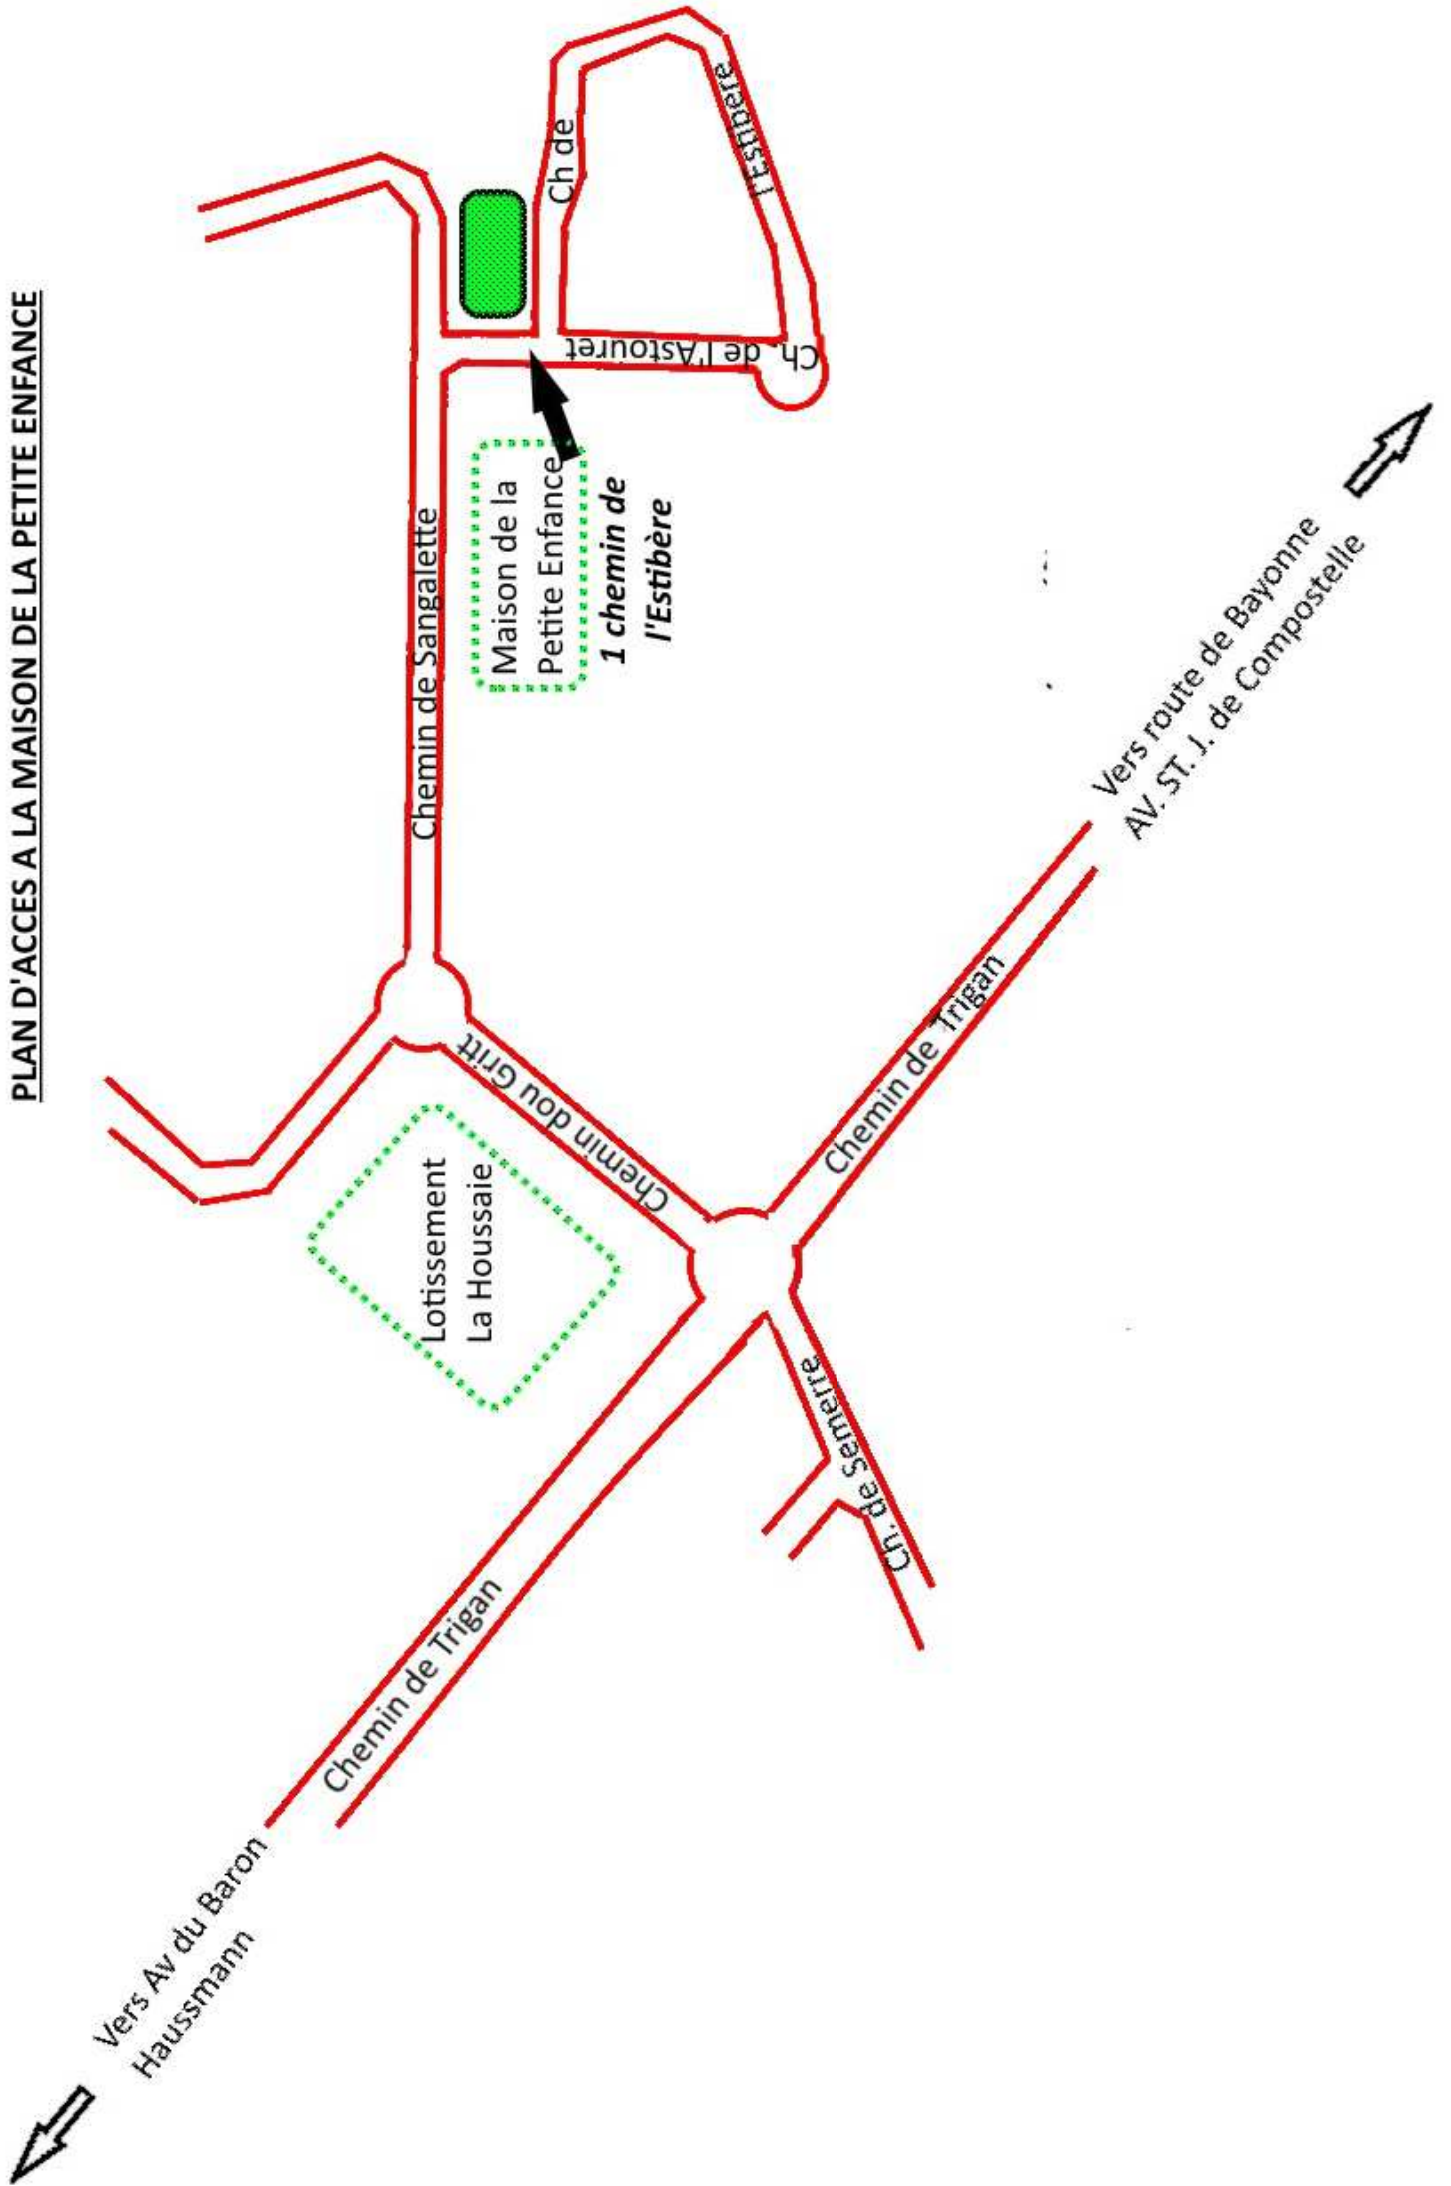 PLAN D'ACCES A LA MAISON DE LA PETITE ENFANCE
Vers Av du Baron
Haussmann
Chemin de Trigan
Lotissement
La Houssaie
Chemin dou Gritt
Chemin de Sangalette
Maison de la
Petite Enfance
1 chemin de
l'Estibère
Ch de
l'Estibère
Ch. de l'Astouret
Ch. de Semerre
Chemin de Trigan
Vers route de Bayonne
AV. ST. J. de Compostelle